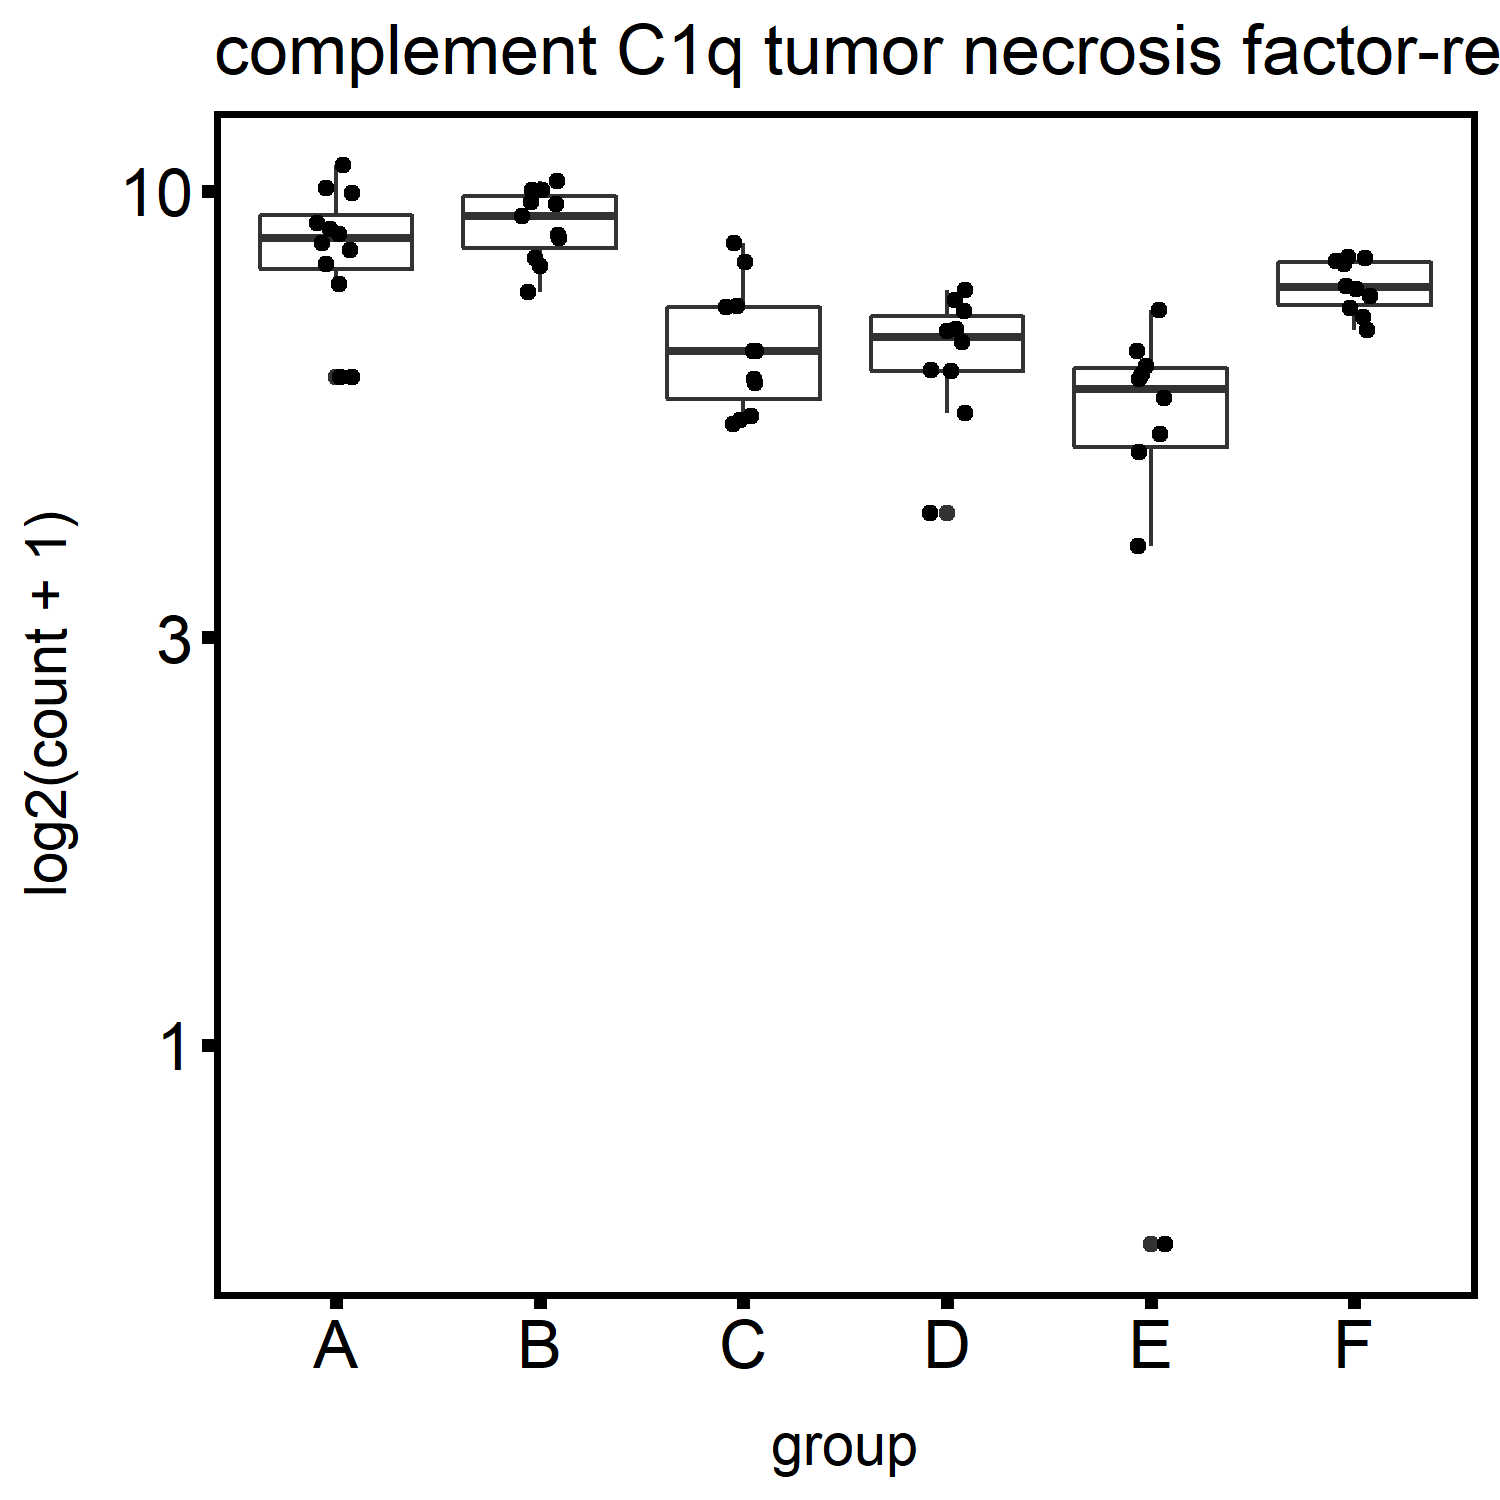 complement C1q tumor necrosis factor-re
log2(count + 1)
10
3
1
A B C D E F
group